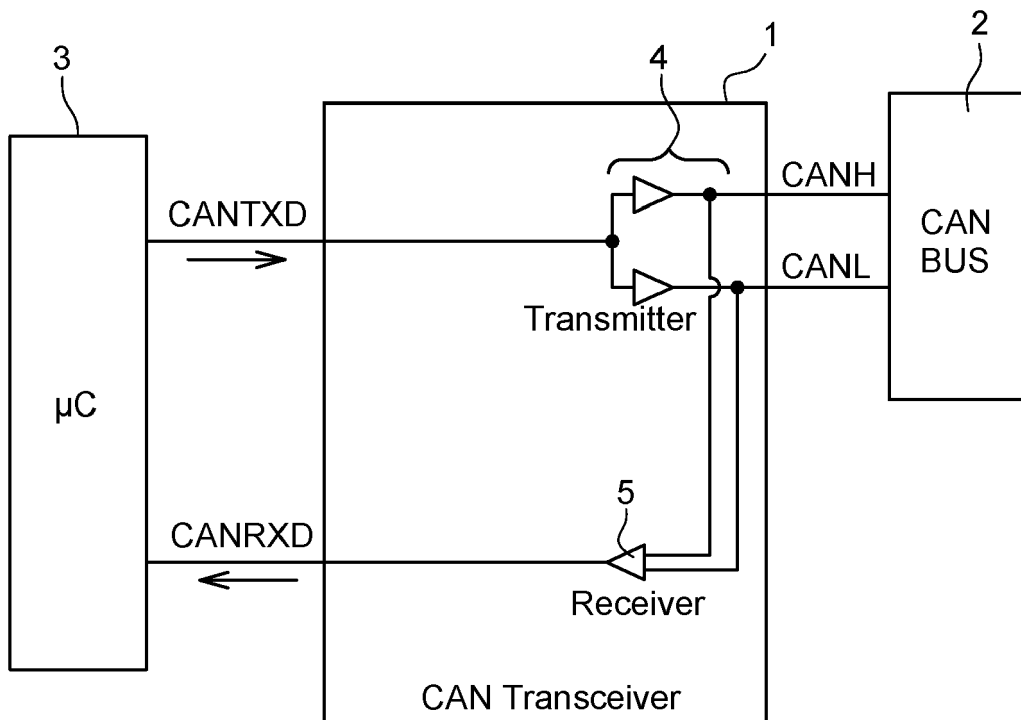 1
2
3
4
CANH
CANTXD
CAN
BUS
CANL
Transmitter
µC
5
CANRXD
Receiver
CAN Transceiver